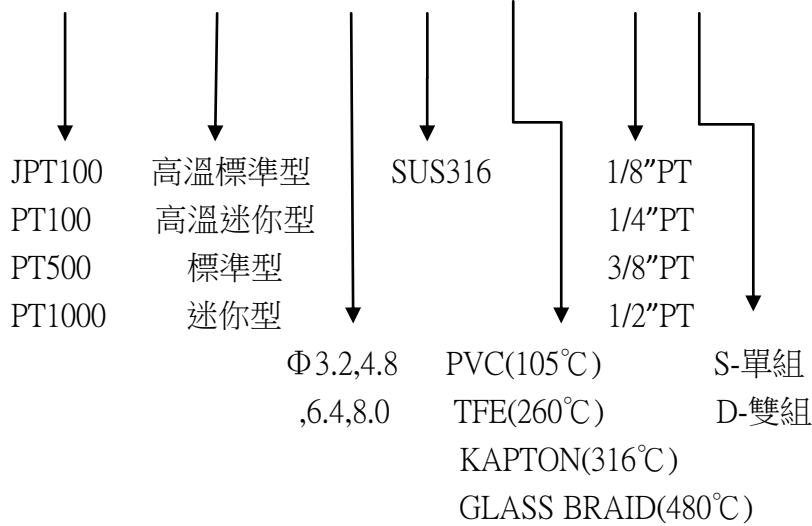 JPT100 高溫標準型 SUS316 1/8”PT
PT100 高溫迷你型 1/4”PT
PT500 標準型 3/8”PT
PT1000 迷你型 1/2”PT
Φ3.2,4.8 PVC(105℃) S-單組
,6.4,8.0 TFE(260℃) D-雙組
KAPTON(316℃)
GLASS BRAID(480℃)